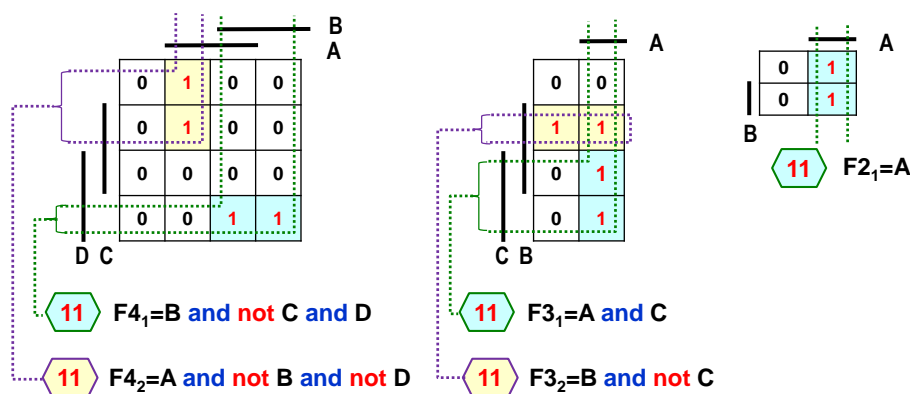 B
A
0 1 0 0
0 1 0 0
0 0 0 0
0 0 1 1
D C
11 F4₁=B and not C and D
11 F4₂=A and not B and not D
A
0 0
1 1
0 1
0 1
C B
11 F3₁=A and C
11 F3₂=B and not C
A
0 1
0 1
B
11 F2₁=A